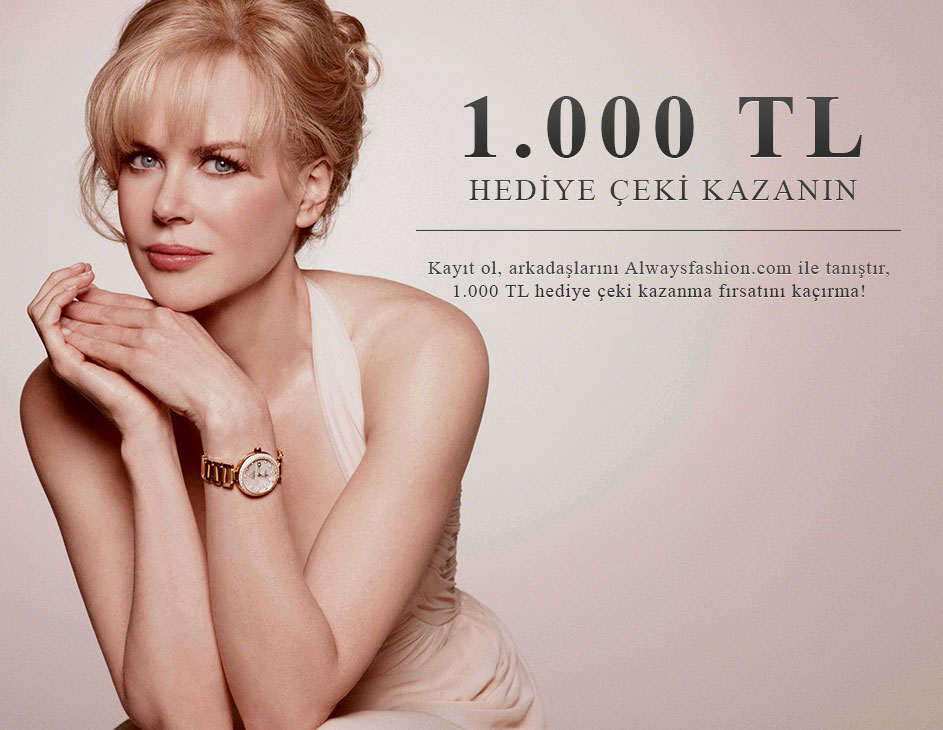 1.000 TL
HEDİYE ÇEKİ KAZANIN
Kayıt ol, arkadaşlarını Alwaysfashion.com ile tanıştır,
1.000 TL hediye çeki kazanma fırsatını kaçırma!